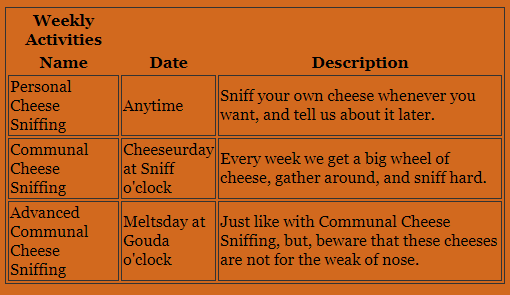 Weekly
Activities
Name Date Description
Personal
Cheese
Sniffing
Anytime
Sniff your own cheese whenever you
want, and tell us about it later.
Communal
Cheese
Sniffing
Cheeseurday
at Sniff
o'clock
Every week we get a big wheel of
cheese, gather around, and sniff hard.
Advanced
Communal
Cheese
Sniffing
Meltsday at
Gouda
o'clock
Just like with Communal Cheese
Sniffing, but, beware that these cheeses
are not for the weak of nose.